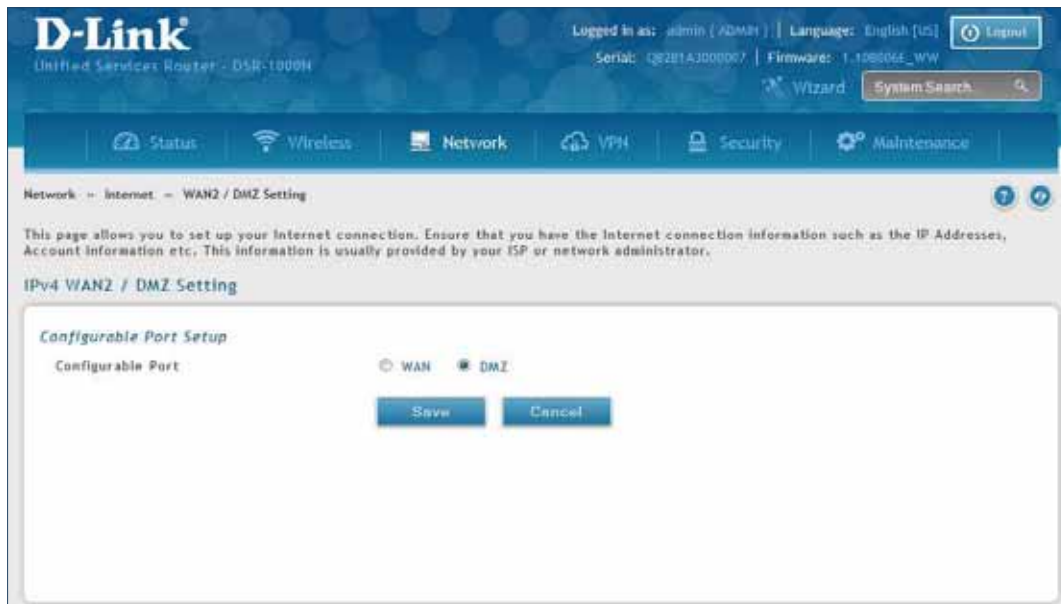 D-Link
Logged in as: admin ( ADMIN ) | Language: English [US]
Logout
Unified Services Router - DSR-1000N
Serial: | Firmware:
Wizard
System Search
Status
Wireless
Network
VPN
Security
Maintenance
Network » Internet » WAN2 / DMZ Setting
This page allows you to set up your Internet connection. Ensure that you have the Internet connection information such as the IP Addresses,
Account Information etc. This information is usually provided by your ISP or network administrator.
IPv4 WAN2 / DMZ Setting
Configurable Port Setup
Configurable Port
WAN
DMZ
Save
Cancel